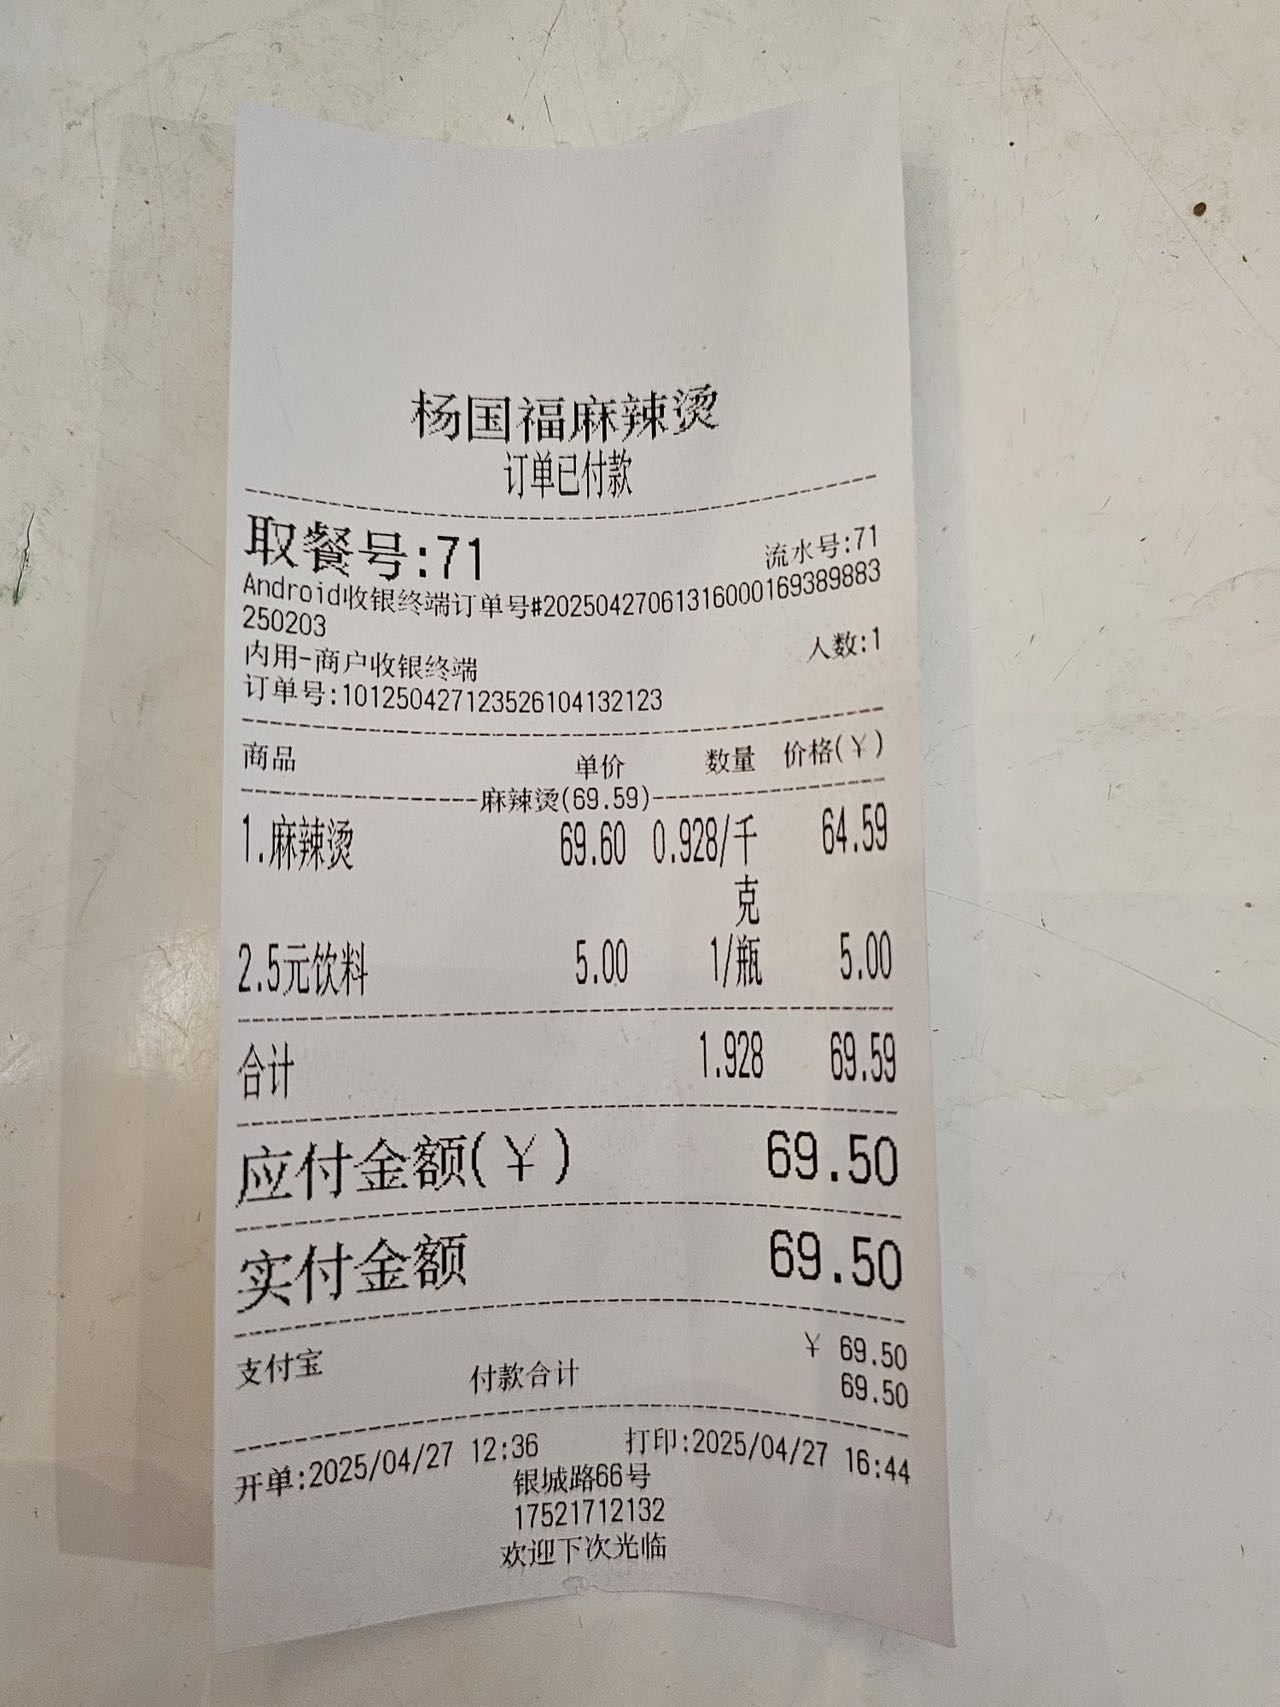 杨国福麻辣烫
订单已付款
取餐号:71 流水号:71
Android收银终端订单号#20250427061316000169389883
250203
内用-商户收银终端 人数:1
订单号:101250427123526104132123
商品 单价 数量 价格(¥)
麻辣烫(69.59)
1.麻辣烫 69.60 0.928/千 64.59
克
2.5元饮料 5.00 1/瓶 5.00
合计 1.928 69.59
应付金额(¥) 69.50
实付金额 69.50
支付宝 ¥ 69.50
付款合计 69.50
开单:2025/04/27 12:36 打印:2025/04/27 16:44
银城路66号
17521712132
欢迎下次光临